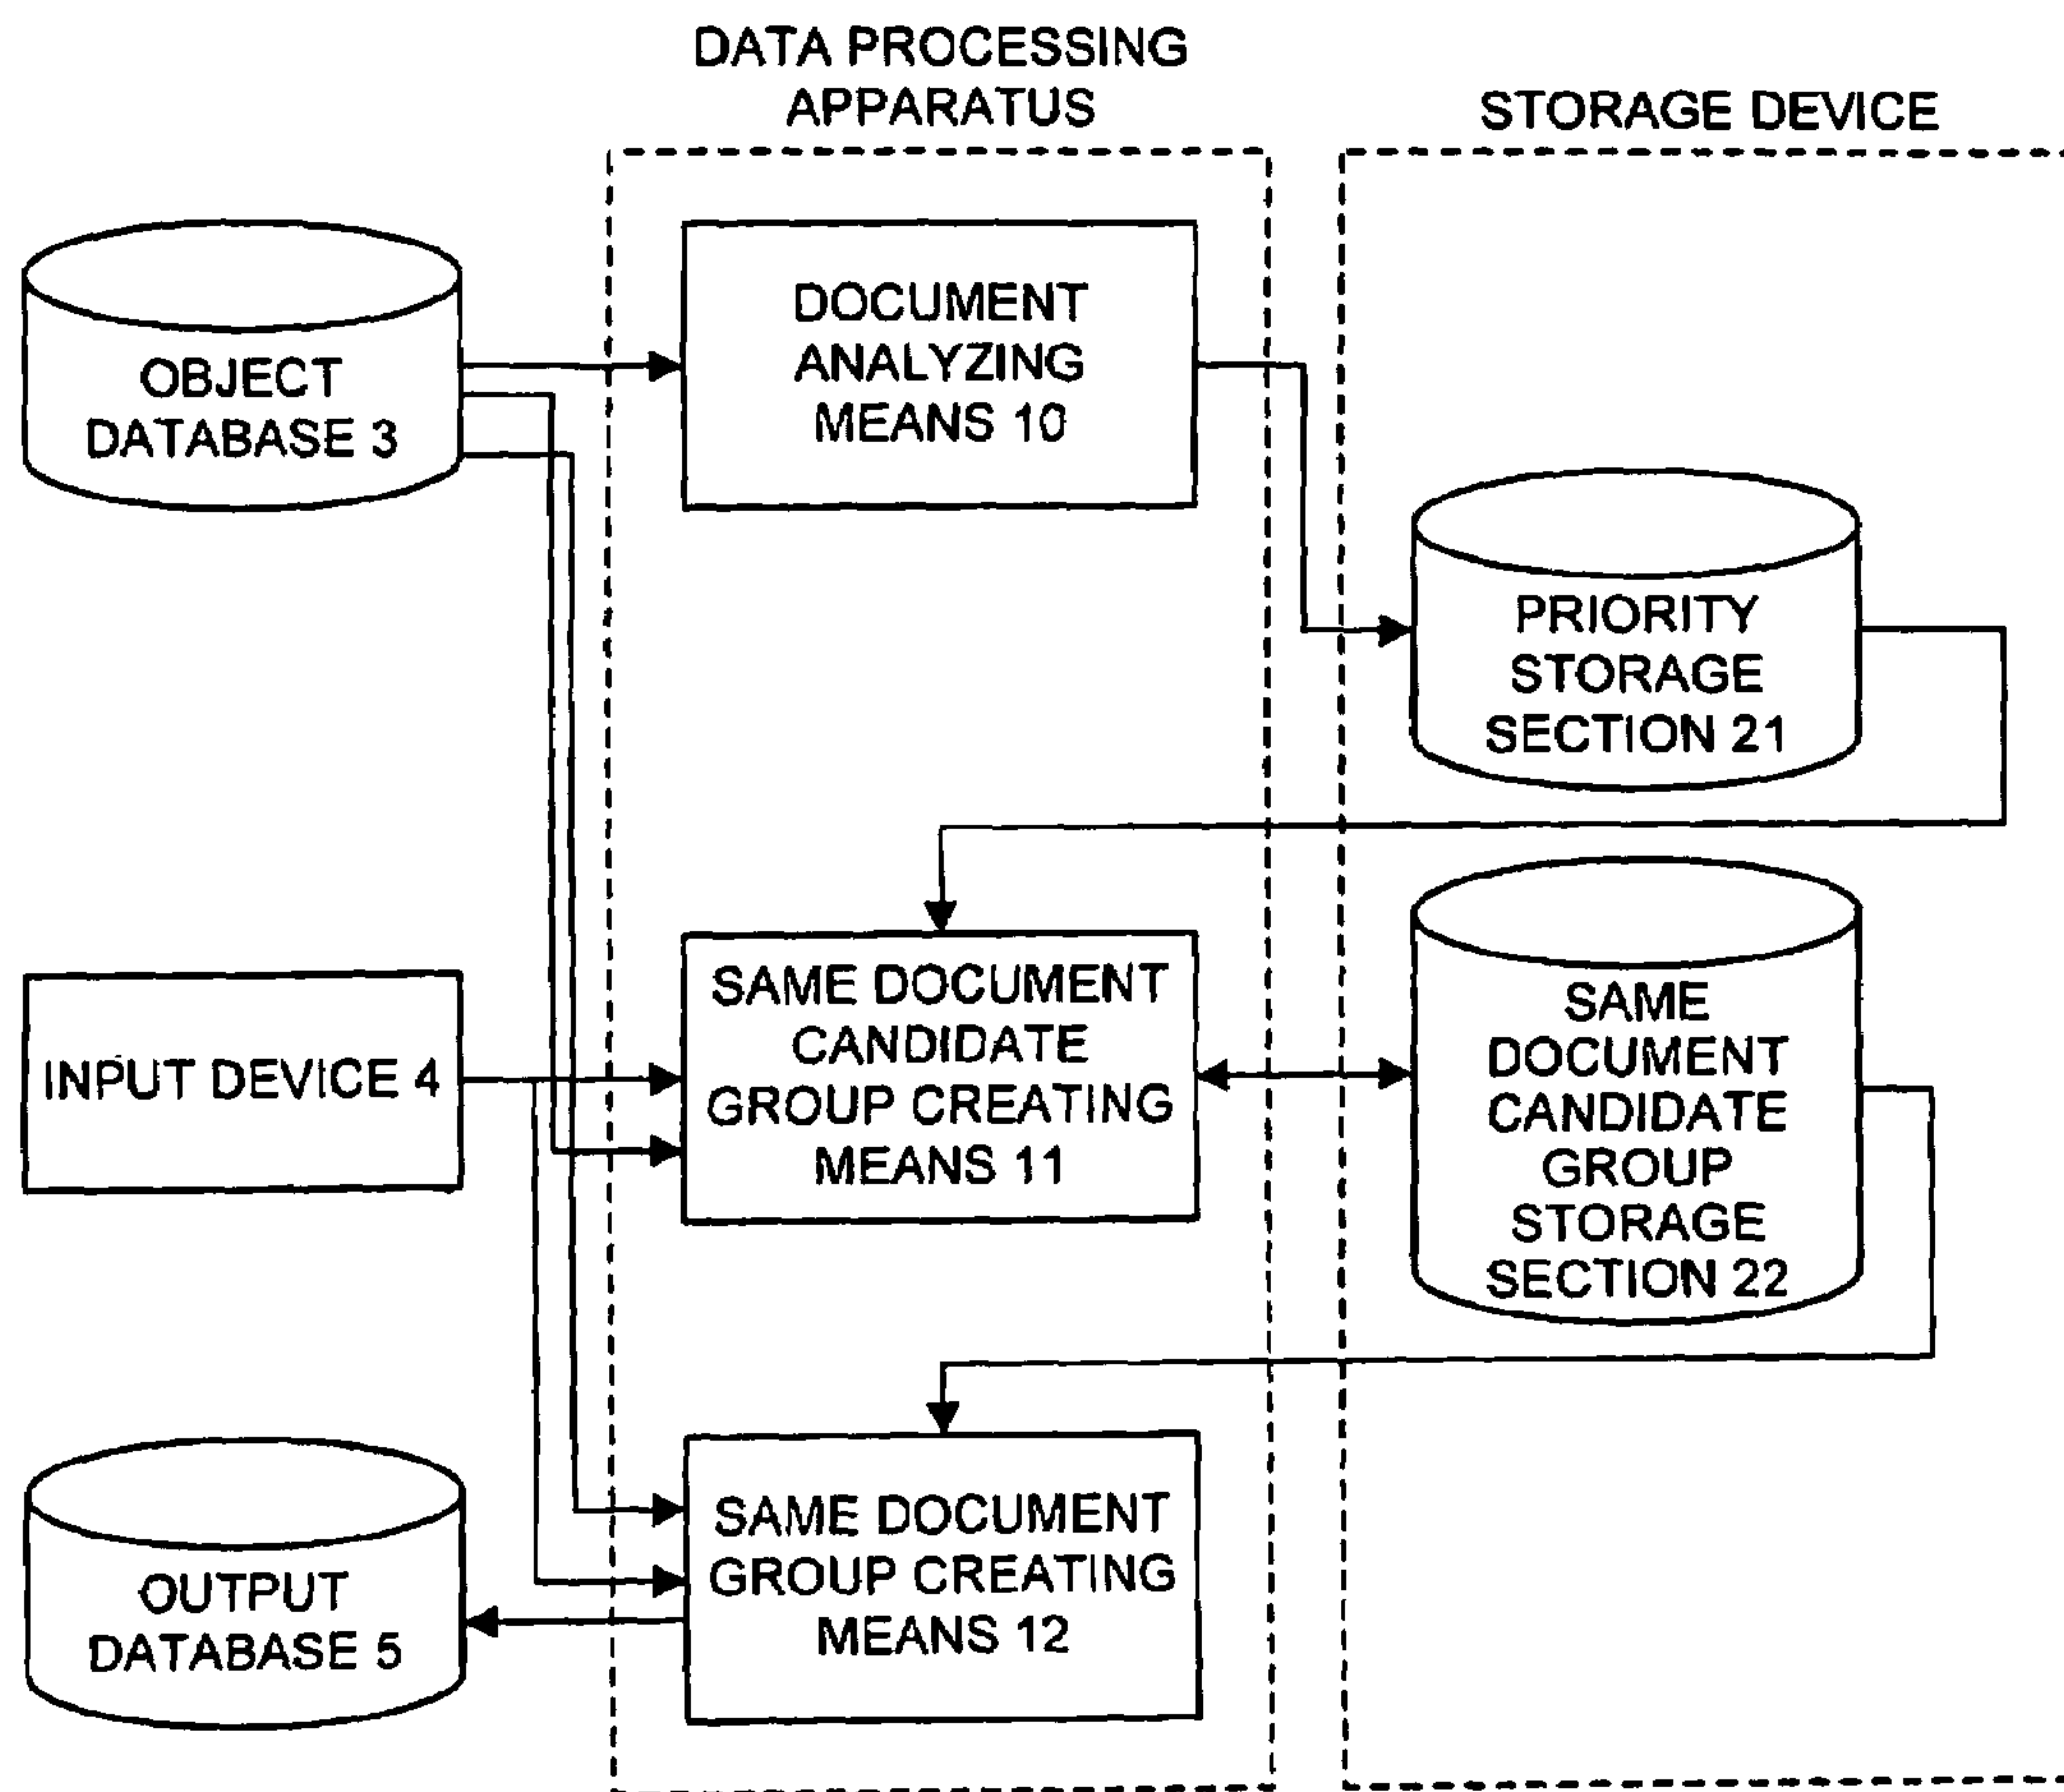 DATA PROCESSING
APPARATUS
STORAGE DEVICE
OBJECT
DATABASE 3
DOCUMENT
ANALYZING
MEANS 10
PRIORITY
STORAGE
SECTION 21
INPUT DEVICE 4
SAME DOCUMENT
CANDIDATE
GROUP CREATING
MEANS 11
SAME
DOCUMENT
CANDIDATE
GROUP
STORAGE
SECTION 22
OUTPUT
DATABASE 5
SAME DOCUMENT
GROUP CREATING
MEANS 12